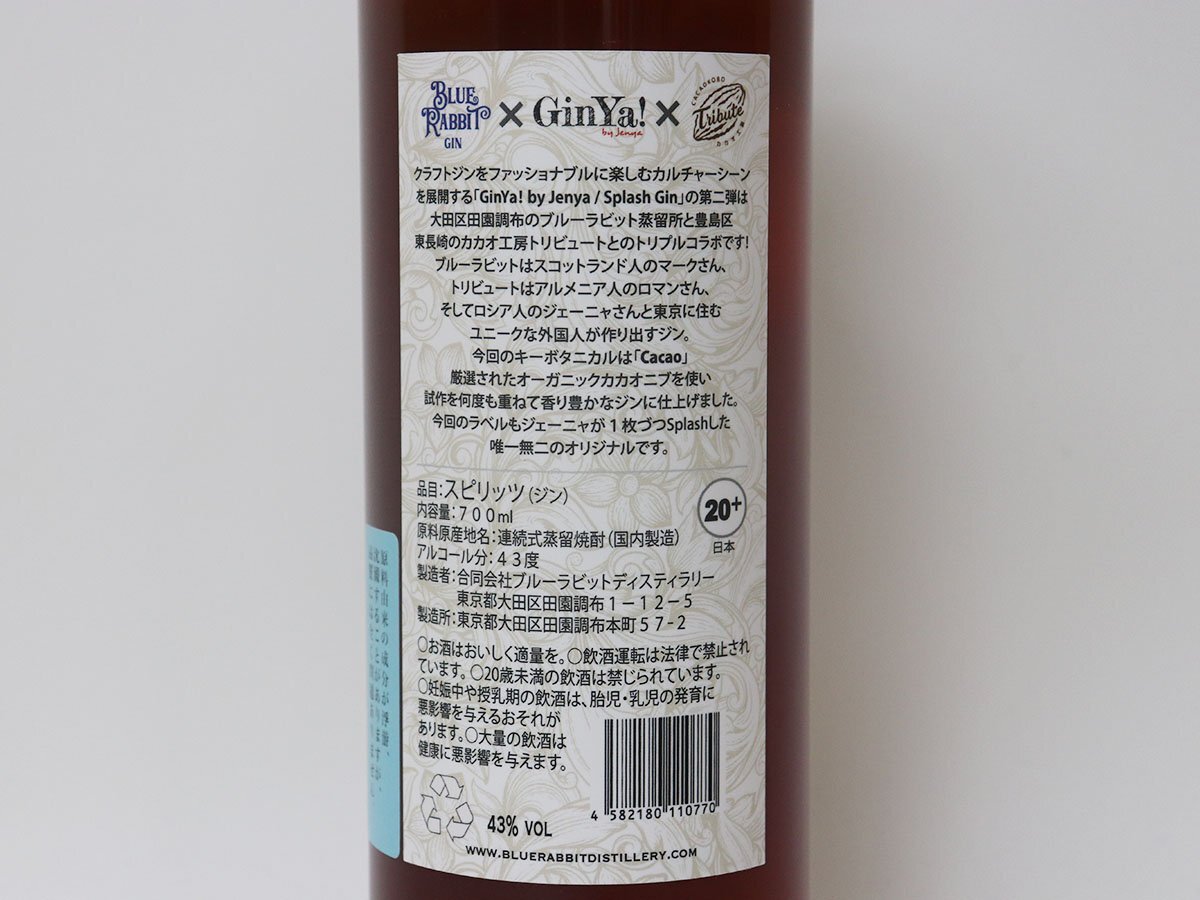 BLUE
RABBIT
GIN
×
GinYa!
by Jenya
×
CACAOKOBO
Tribute
カカオ工房
クラフトジンをファッショナブルに楽しむカルチャーシーン
を展開する「GinYa! by Jenya / Splash Gin」の第二弾は
大田区田園調布のブルーラビット蒸留所と豊島区
東長崎のカカオ工房トリビュートとのトリプルコラボです!
ブルーラビットはスコットランド人のマークさん、
トリビュートはアルメニア人のロマンさん、
そしてロシア人のジェーニャさんと東京に住む
ユニークな外国人が作り出すジン。
今回のキーボタニカルは「Cacao」
厳選されたオーガニックカカオニブを使い
試作を何度も重ねて香り豊かなジンに仕上げました。
今回のラベルもジェーニャが１枚づつSplashした
唯一無二のオリジナルです。
品目：スピリッツ（ジン）
内容量：７００ml
原料原産地名：連続式蒸留焼酎（国内製造）
アルコール分：４３度
製造者：合同会社ブルーラビットディスティラリー
東京都大田区田園調布１－１２－５
製造所：東京都大田区田園調布本町５７-２
20+
日本
○お酒はおいしく適量を。○飲酒運転は法律で禁止され
ています。○20歳未満の飲酒は禁じられています。
○妊娠中や授乳期の飲酒は、胎児・乳児の発育に
悪影響を与えるおそれが
あります。○大量の飲酒は
健康に悪影響を与えます。
4 582180 110770
43% VOL
WWW.BLUERABBITDISTILLERY.COM
原料由来の成分が浮遊、